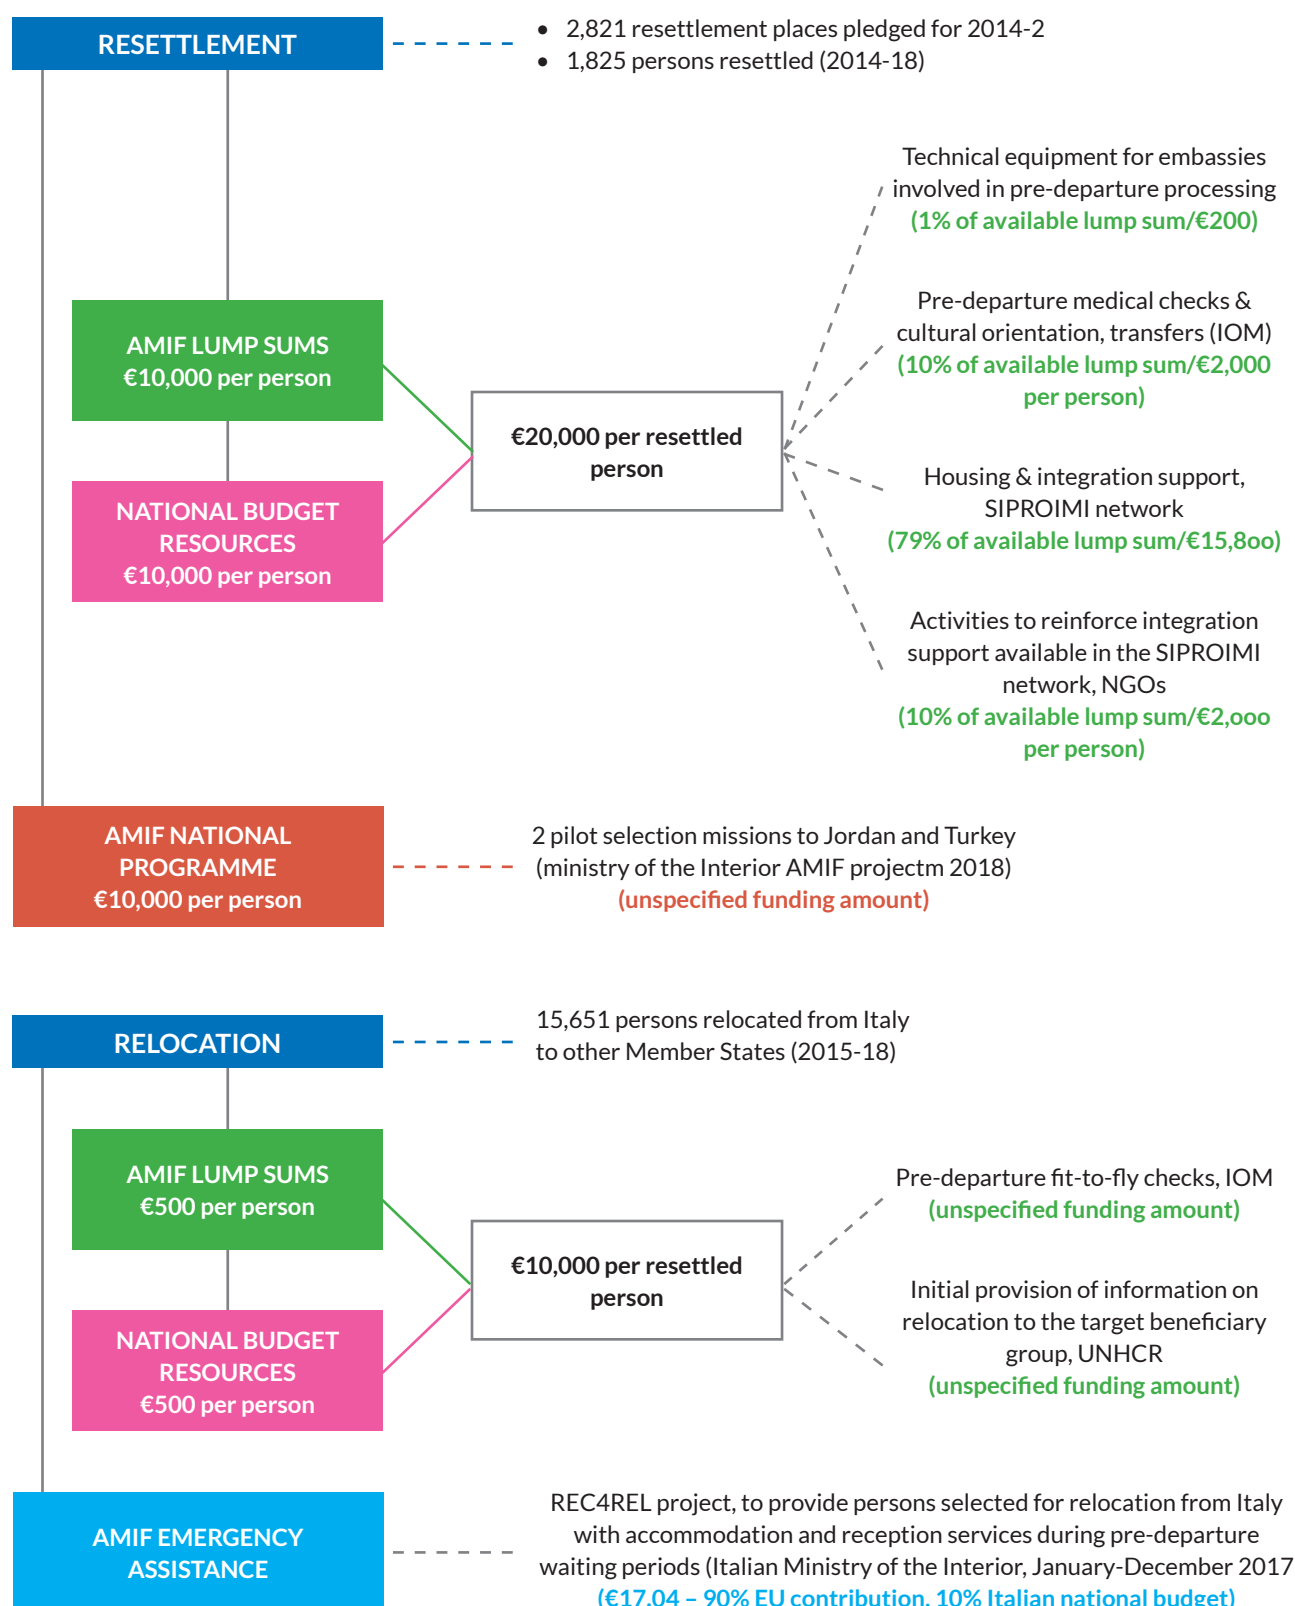 RESETTLEMENT
• 2,821 resettlement places pledged for 2014-2
• 1,825 persons resettled (2014-18)
Technical equipment for embassies
involved in pre-departure processing
(1% of available lump sum/€200)
AMIF LUMP SUMS
€10,000 per person
Pre-departure medical checks &
cultural orientation, transfers (IOM)
(10% of available lump sum/€2,000
per person)
€20,000 per resettled
person
NATIONAL BUDGET
RESOURCES
€10,000 per person
Housing & integration support,
SIPROIMI network
(79% of available lump sum/€15,8oo)
Activities to reinforce integration
support available in the SIPROIMI
network, NGOs
(10% of available lump sum/€2,ooo
per person)
AMIF NATIONAL
PROGRAMME
€10,000 per person
2 pilot selection missions to Jordan and Turkey
(ministry of the Interior AMIF projectm 2018)
(unspecified funding amount)
RELOCATION
15,651 persons relocated from Italy
to other Member States (2015-18)
AMIF LUMP SUMS
€500 per person
Pre-departure fit-to-fly checks, IOM
(unspecified funding amount)
€10,000 per resettled
person
NATIONAL BUDGET
RESOURCES
€500 per person
Initial provision of information on
relocation to the target beneficiary
group, UNHCR
(unspecified funding amount)
AMIF EMERGENCY
ASSISTANCE
REC4REL project, to provide persons selected for relocation from Italy
with accommodation and reception services during pre-departure
waiting periods (Italian Ministry of the Interior, January-December 2017
(€17.04 – 90% EU contribution, 10% Italian national budget)